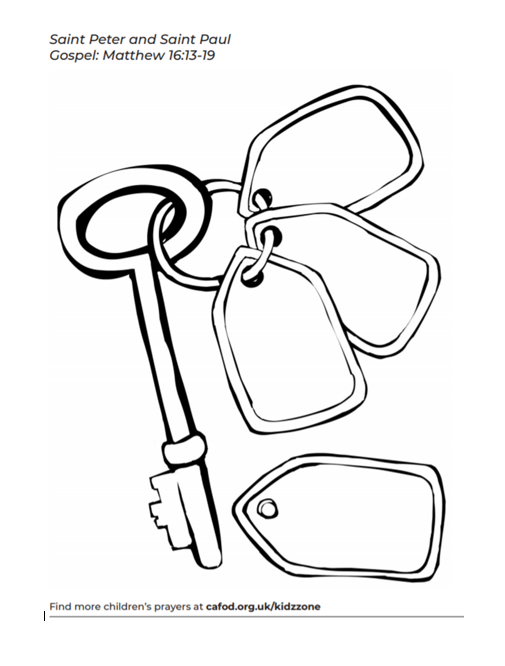 Saint Peter and Saint Paul
Gospel: Matthew 16:13-19
Find more children's prayers at cafod.org.uk/kidzzone